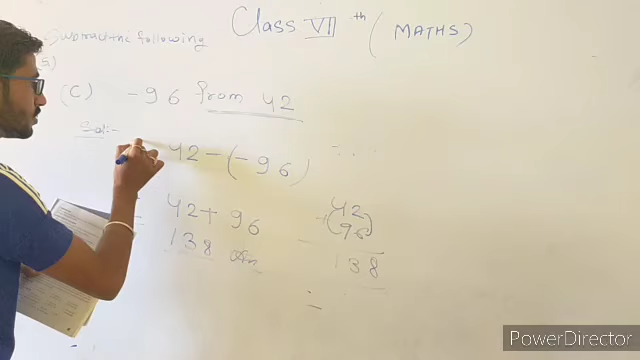 Class VI th ( MATHS )
Subtract the following
5)
(C) -96 from 42
Sol:-
42-(-96)
= 42+96
138 Ans
42
+(96)
138
PowerDirector